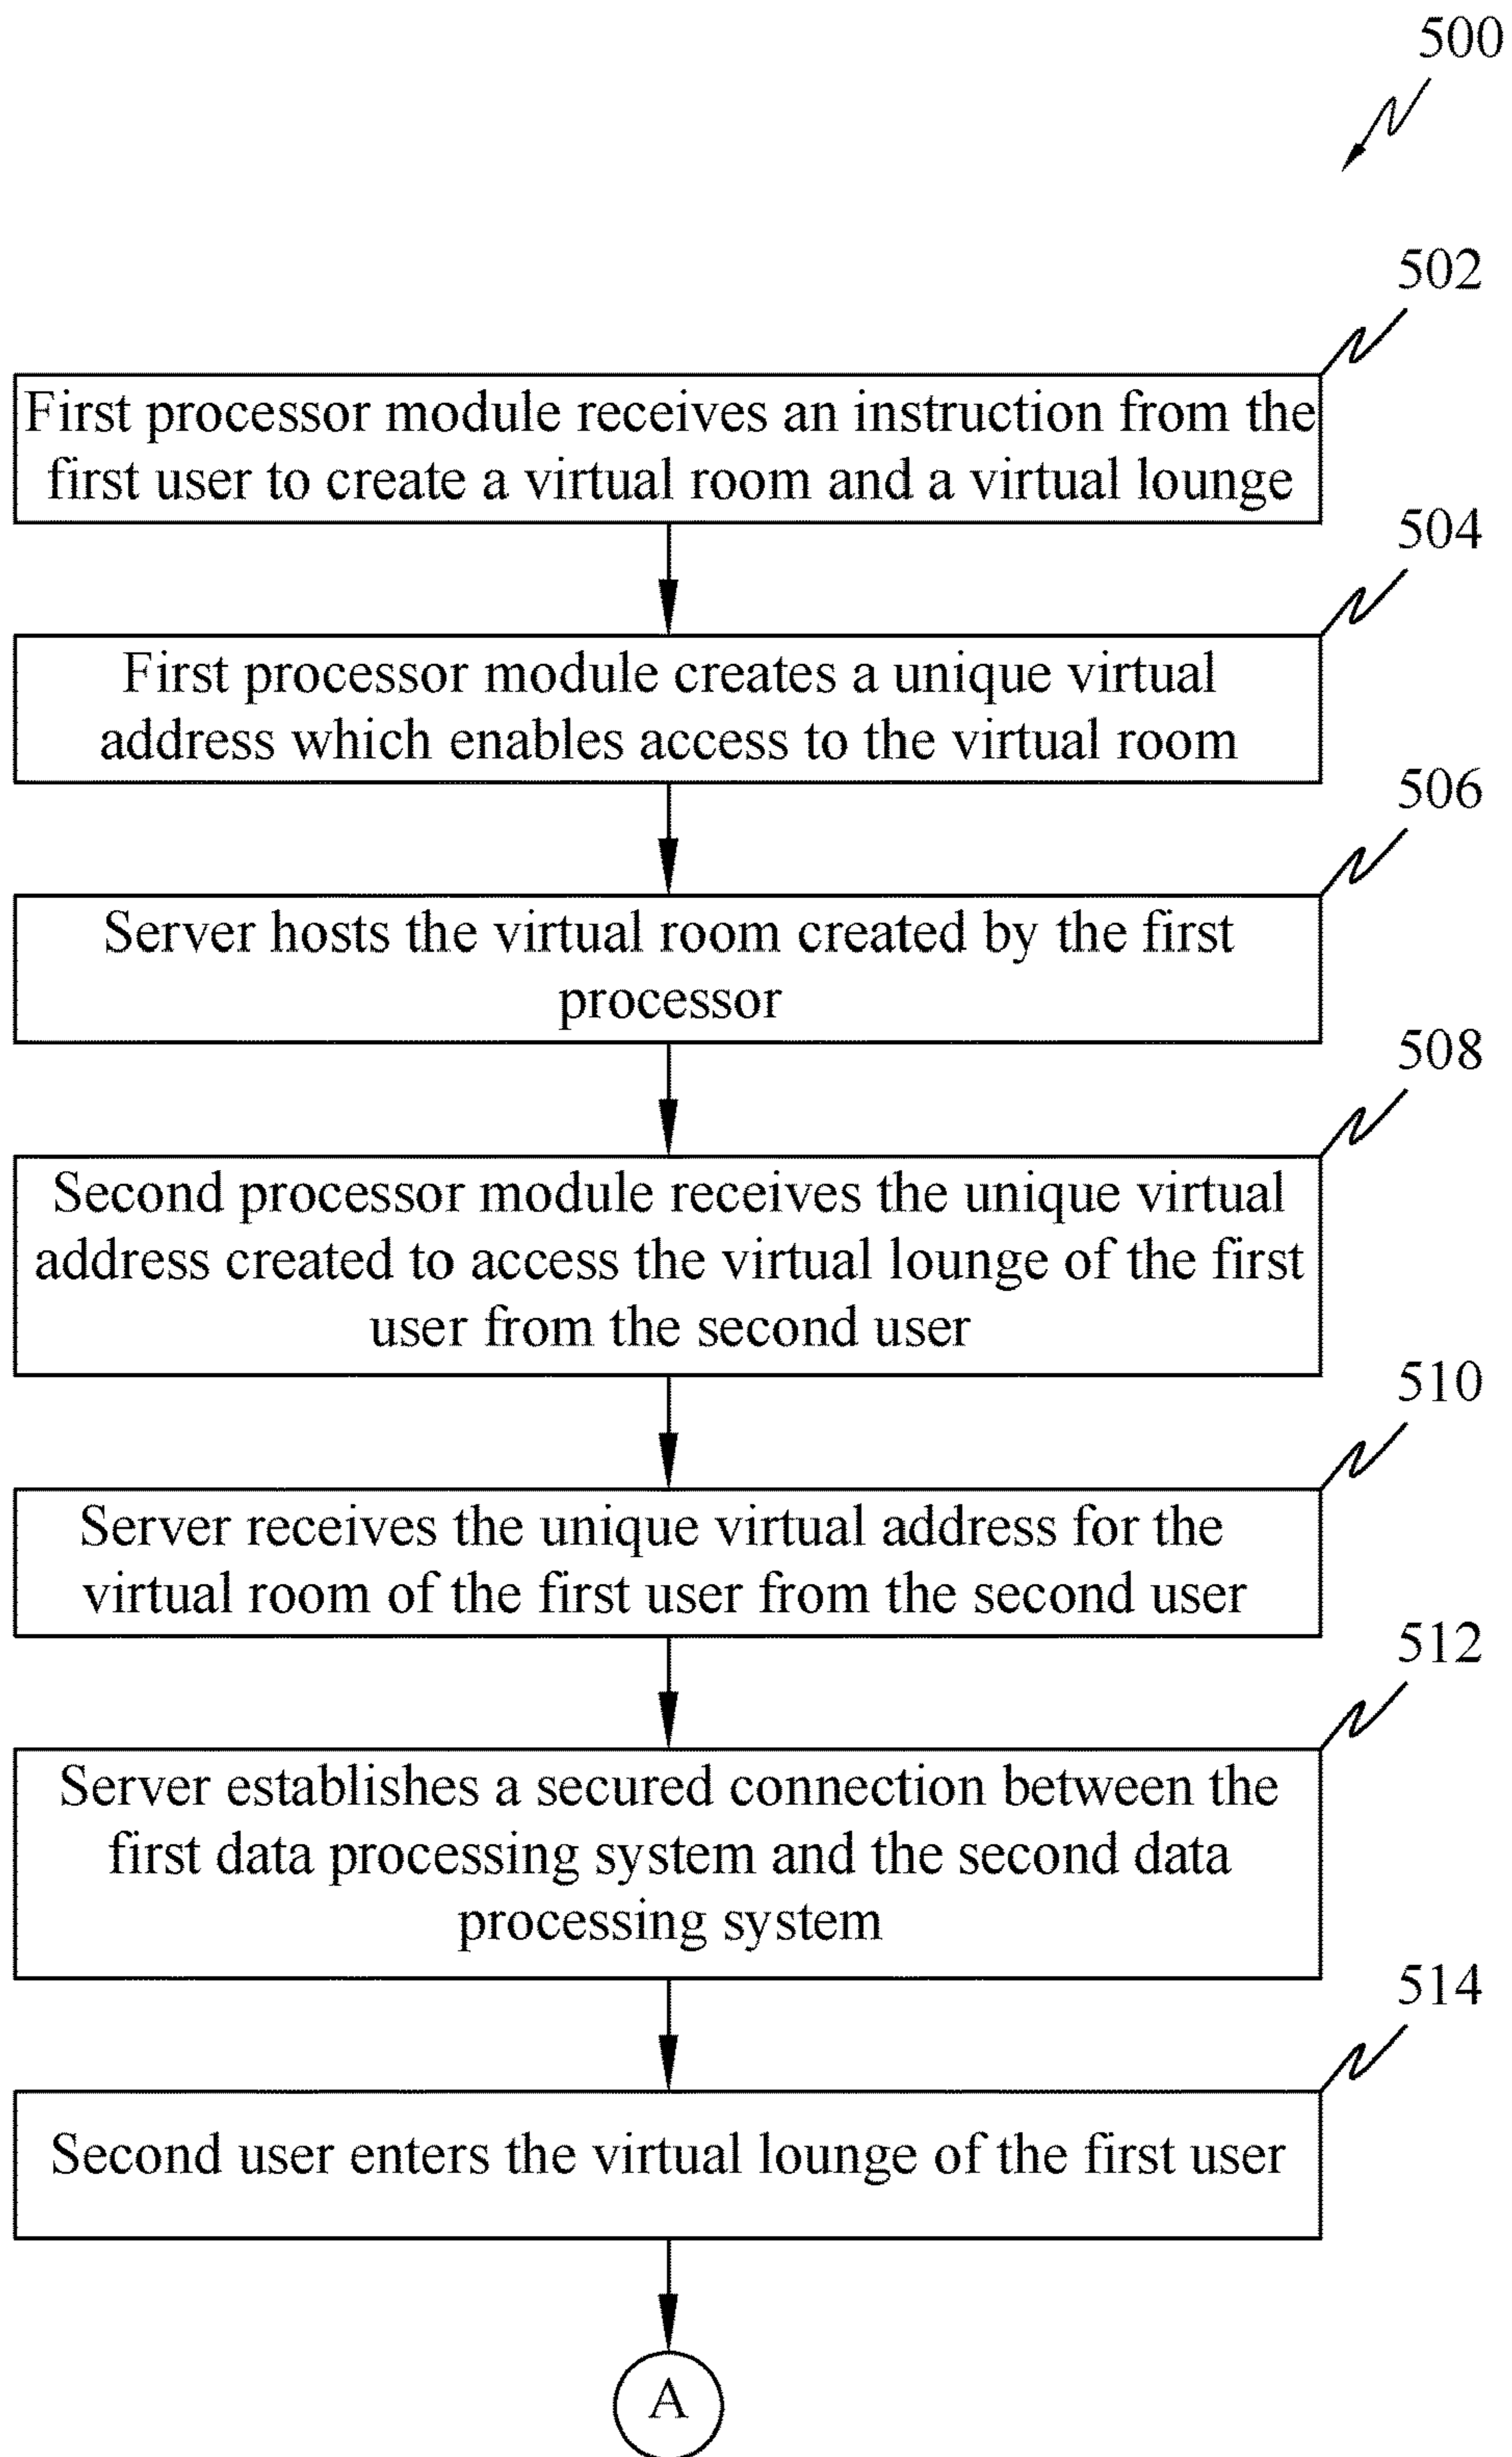 500
502
First processor module receives an instruction from the
first user to create a virtual room and a virtual lounge
504
First processor module creates a unique virtual
address which enables access to the virtual room
506
Server hosts the virtual room created by the first
processor
508
Second processor module receives the unique virtual
address created to access the virtual lounge of the first
user from the second user
510
Server receives the unique virtual address for the
virtual room of the first user from the second user
512
Server establishes a secured connection between the
first data processing system and the second data
processing system
514
Second user enters the virtual lounge of the first user
A